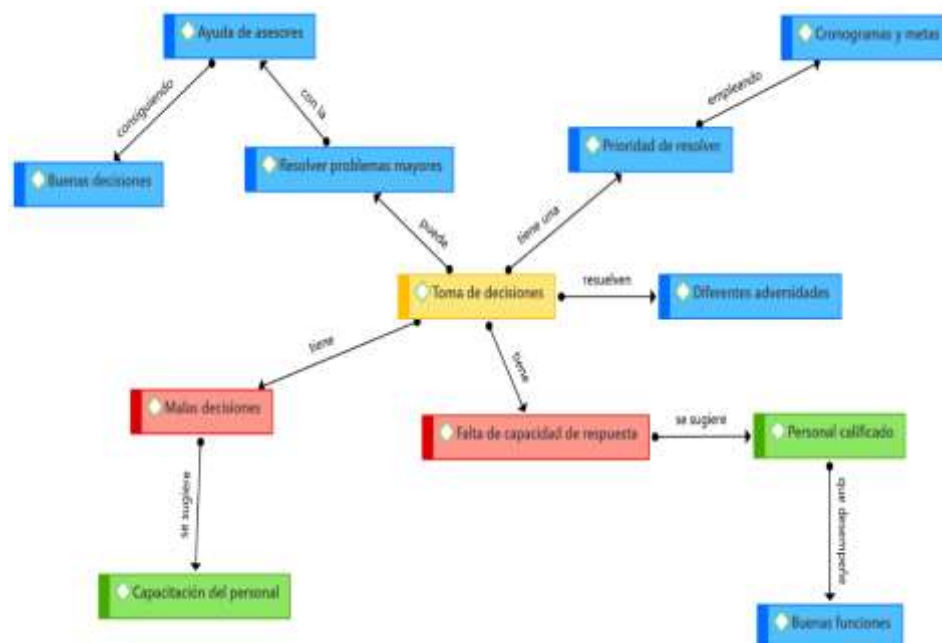 Ayuda de asesores
Cronogramas y metas
consiguiendo
con la
empleando
Buenas decisiones
Resolver problemas mayores
Prioridad de resolver
puede
tiene una
Toma de decisiones
resuelven
Diferentes adversidades
tiene
tiene
Malas decisiones
Falta de capacidad de respuesta
se sugiere
Personal calificado
se sugiere
que desempeñe
Capacitación del personal
Buenas funciones